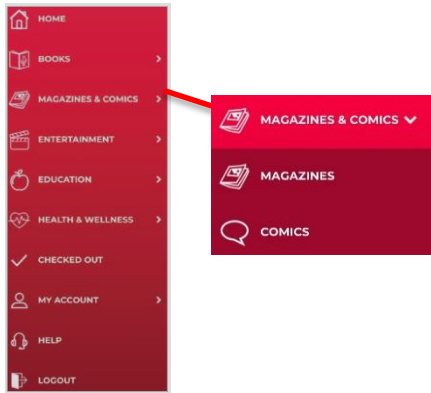 HOME
BOOKS
MAGAZINES & COMICS
ENTERTAINMENT
EDUCATION
HEALTH & WELLNESS
CHECKED OUT
MY ACCOUNT
HELP
LOGOUT
MAGAZINES & COMICS
MAGAZINES
COMICS